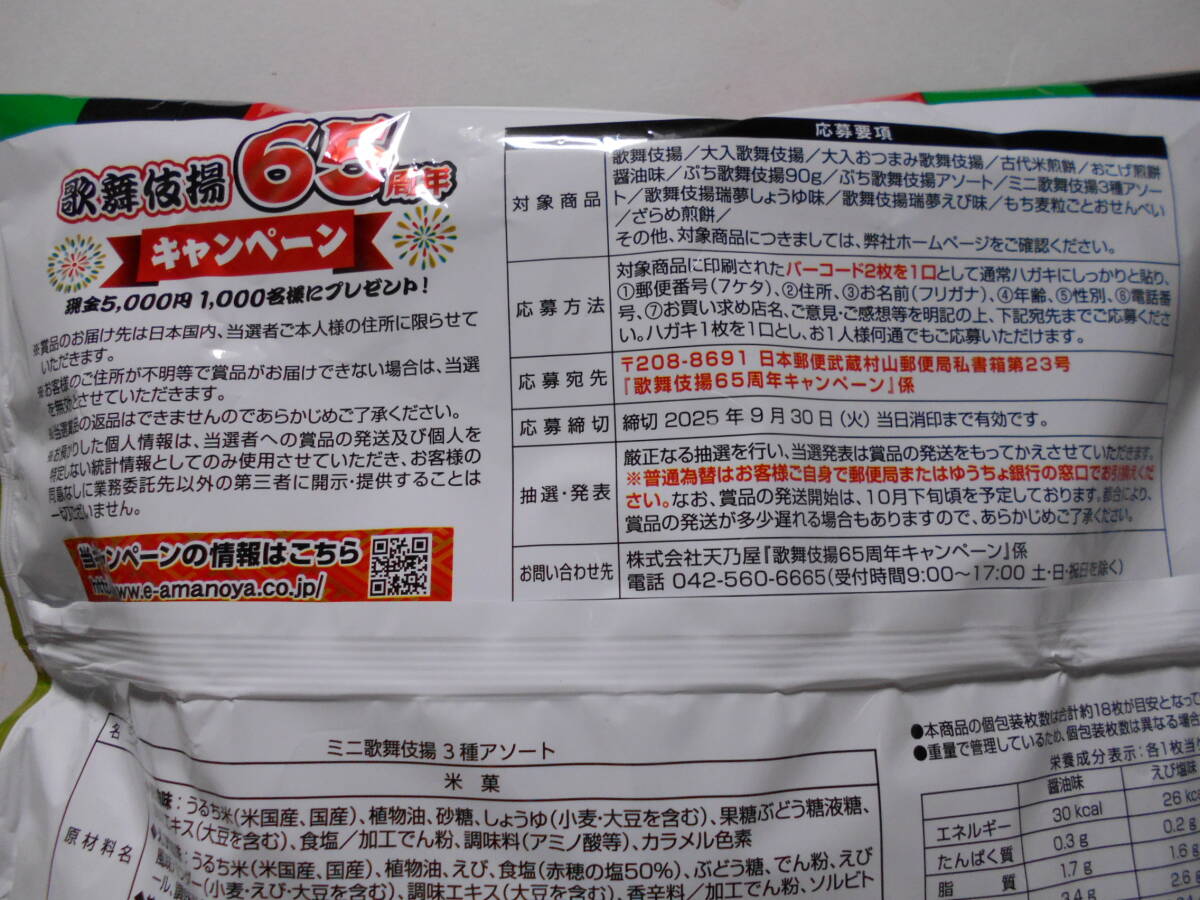 歌舞伎揚65周年
キャンペーン
現金5,000円 1,000名様にプレゼント!
※賞品のお届け先は日本国内、当選者ご本人様の住所に限らせて
いただきます。
※お客様のご住所が不明等で賞品がお届けできない場合は、当選
を無効とさせていただきます。
※当選賞品の返品はできませんのであらかじめご了承ください。
※お預かりした個人情報は、当選者への賞品の発送及び個人を
特定しない統計情報としてのみ使用させていただき、お客様の
同意なしに業務委託先以外の第三者に開示・提供することは
一切ございません。
当キャンペーンの情報はこちら
www.e-amanoya.co.jp/
応募要項
対象商品
歌舞伎揚/大入歌舞伎揚/大入おつまみ歌舞伎揚/古代米煎餅/おこげ煎餅
醤油味/ぷち歌舞伎揚90g/ぷち歌舞伎揚アソート/ミニ歌舞伎揚3種アソー
ト/歌舞伎揚瑞夢しょうゆ味/歌舞伎揚瑞夢えび味/もち麦粒ごとおせんべい
/ざらめ煎餅/
その他、対象商品につきましては、弊社ホームページをご確認ください。
応募方法
対象商品に印刷されたバーコード2枚を1口として通常ハガキにしっかりと貼り、
①郵便番号(7ケタ)、②住所、③お名前(フリガナ)、④年齢、⑤性別、⑥電話番
号、⑦お買い求め店名、ご意見・ご感想等を明記の上、下記宛先までご応募くださ
い。ハガキ1枚を1口とし、お1人様何通でもご応募いただけます。
応募宛先
〒208-8691 日本郵便武蔵村山郵便局私書箱第23号
『歌舞伎揚65周年キャンペーン』係
応募締切
締切 2025年9月30日(火)当日消印まで有効です。
抽選・発表
厳正なる抽選を行い、当選発表は賞品の発送をもってかえさせていただきます。
※普通為替はお客様ご自身で郵便局またはゆうちょ銀行の窓口でお引換えくだ
さい。なお、賞品の発送開始は、10月下旬頃を予定しております。都合により、
賞品の発送が多少遅れる場合もありますので、あらかじめご了承ください。
お問い合わせ先
株式会社天乃屋『歌舞伎揚65周年キャンペーン』係
電話 042-560-6665(受付時間9:00～17:00 土・日・祝日を除く)
名
ミニ歌舞伎揚3種アソート
米菓
原材料名
味:うるち米(米国産、国産)、植物油、砂糖、しょうゆ(小麦・大豆を含む)、果糖ぶどう糖液糖、
エキス(大豆を含む)、食塩/加工でん粉、調味料(アミノ酸等)、カラメル色素
:うるち米(米国産、国産)、植物油、えび、食塩(赤穂の塩50%)、ぶどう糖、でん粉、えび
(小麦・えび・大豆を含む)、調味エキス(大豆を含む)、香辛料/加工でん粉、ソルビト
●本商品の個包装枚数は合計約18枚が目安となって
●重量で管理しているため、個包装枚数は異なる場合
栄養成分表示:各1枚当
醤油味 えび塩味
エネルギー 30kcal 26kc
たんぱく質 0.3g 0.2g
脂質 1.7g 1.6g
3.4g 2.6g